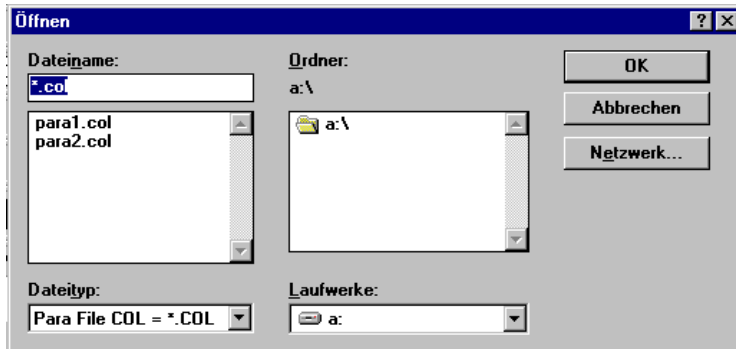 Öffnen
Dateiname:
*.col
para1.col
para2.col
Dateityp:
Para File COL = *.COL
Ordner:
a:\
a:\
Laufwerke:
a:
OK
Abbrechen
Netzwerk...